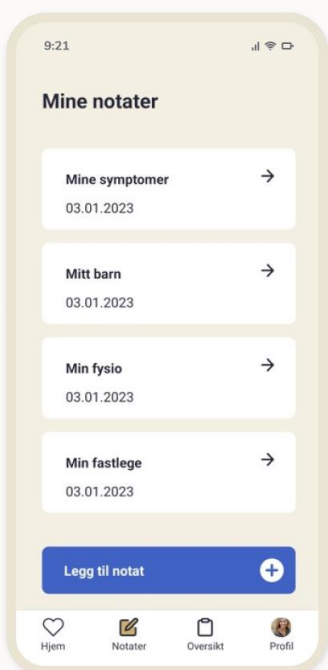 9:21
Mine notater
Mine symptomer
03.01.2023
Mitt barn
03.01.2023
Min fysio
03.01.2023
Min fastlege
03.01.2023
Legg til notat
Hjem Notater Oversikt Profil